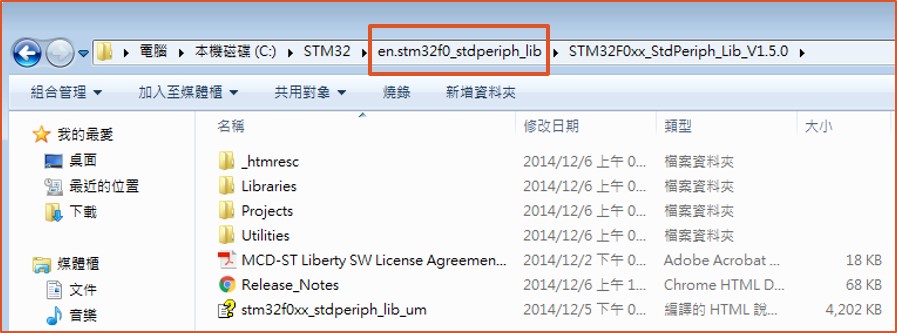 電腦 本機磁碟 (C:) STM32 en.stm32f0_stdperiph_lib STM32F0xx_StdPeriph_Lib_V1.5.0
組合管理 加入至媒體櫃 共用對象 燒錄 新增資料夾
名稱 修改日期 類型 大小
我的最愛
桌面
最近的位置
下載
媒體櫃
文件
音樂
_htmresc 2014/12/6 上午 0... 檔案資料夾
Libraries 2014/12/6 上午 0... 檔案資料夾
Projects 2014/12/6 上午 0... 檔案資料夾
Utilities 2014/12/6 上午 0... 檔案資料夾
MCD-ST Liberty SW License Agreemen... 2014/12/2 下午 0... Adobe Acrobat ... 18 KB
Release_Notes 2014/12/6 上午 1... Chrome HTML D... 68 KB
stm32f0xx_stdperiph_lib_um 2014/12/5 下午 0... 編譯的 HTML 說... 4,202 KB